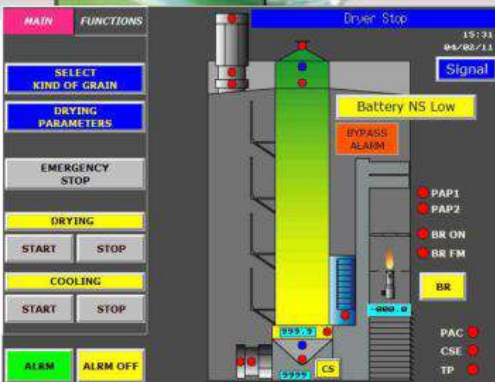 MAIN
FUNCTIONS
Dryer Stop
15:31
04/02/11
SELECT
KIND OF GRAIN
Signal
DRYING
PARAMETERS
Battery NS Low
BYPASS
ALARM
EMERGENCY
STOP
PAP1
PAP2
DRYING
BR ON
START
STOP
BR FM
COOLING
BR
START
STOP
-000.0
999.9
PAC
ALRM
ALRM OFF
CS
CSE
9999
TP